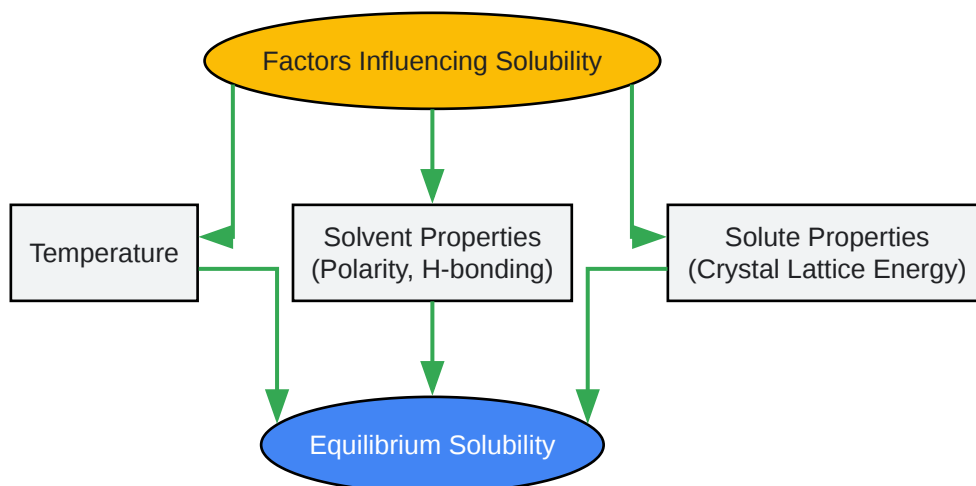 Factors Influencing Solubility
Temperature
Solvent Properties
(Polarity, H-bonding)
Solute Properties
(Crystal Lattice Energy)
Equilibrium Solubility